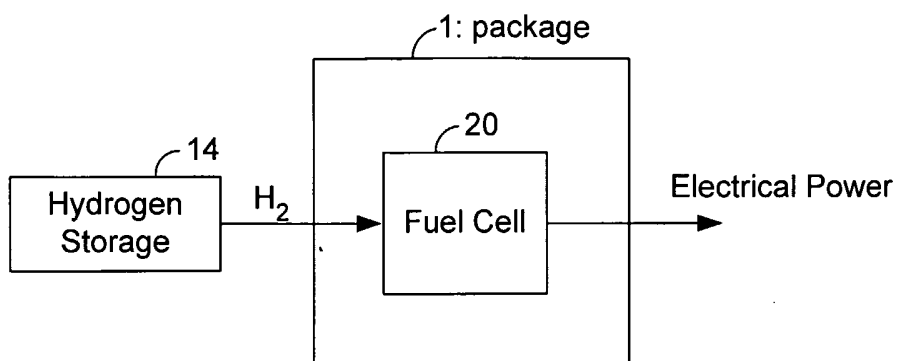 1: package
20
14
Hydrogen
Storage
H2
Fuel Cell
Electrical Power